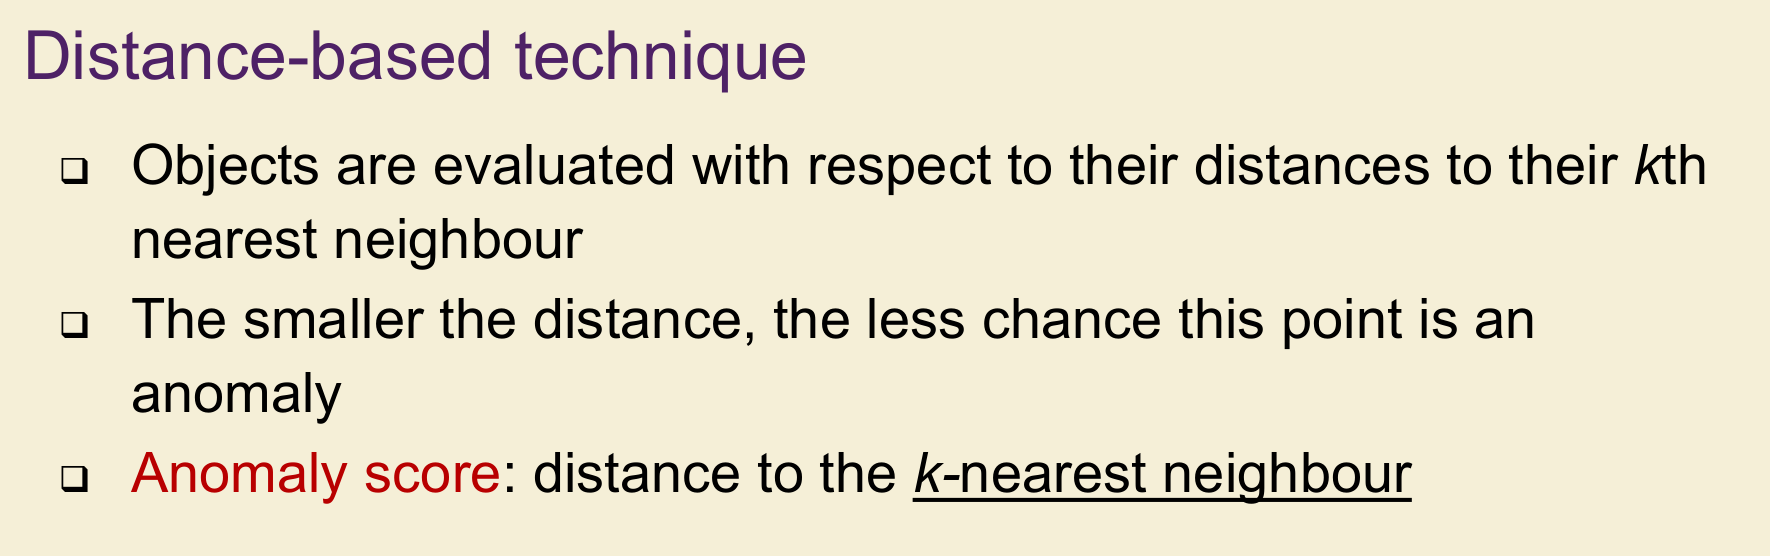 Distance-based technique
Objects are evaluated with respect to their distances to their kth
nearest neighbour
The smaller the distance, the less chance this point is an
anomaly
Anomaly score: distance to the k-nearest neighbour